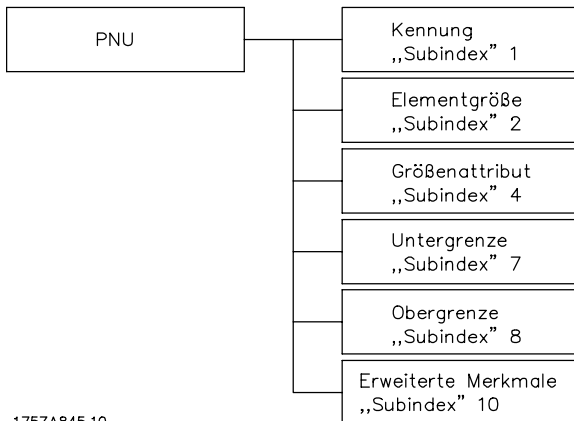 PNU
Kennung
,,Subindex” 1
Elementgröße
,,Subindex” 2
Größenattribut
,,Subindex” 4
Untergrenze
,,Subindex” 7
Obergrenze
,,Subindex” 8
Erweiterte Merkmale
,,Subindex” 10